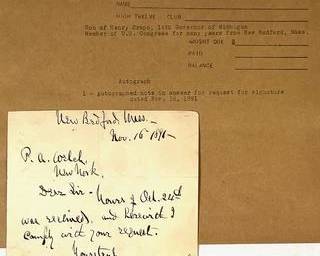 NAME
HIGH TWELVE CLUB
Son of Henry Crapo, 14th Governor of Michigan
Member of U.S. Congress for many years from New Bedford, Mass.
AMOUNT DUE $
PAID
BALANCE
Autograph
1 - autographed note in answer for request for signature
dated Nov. 16, 1891
New Bedford, Mass.
Nov. 16 1891
P. A.
New York.
Dear Sir - Yours of Oct. 24th
was received, and herewith I
comply with your request.
Yours truly